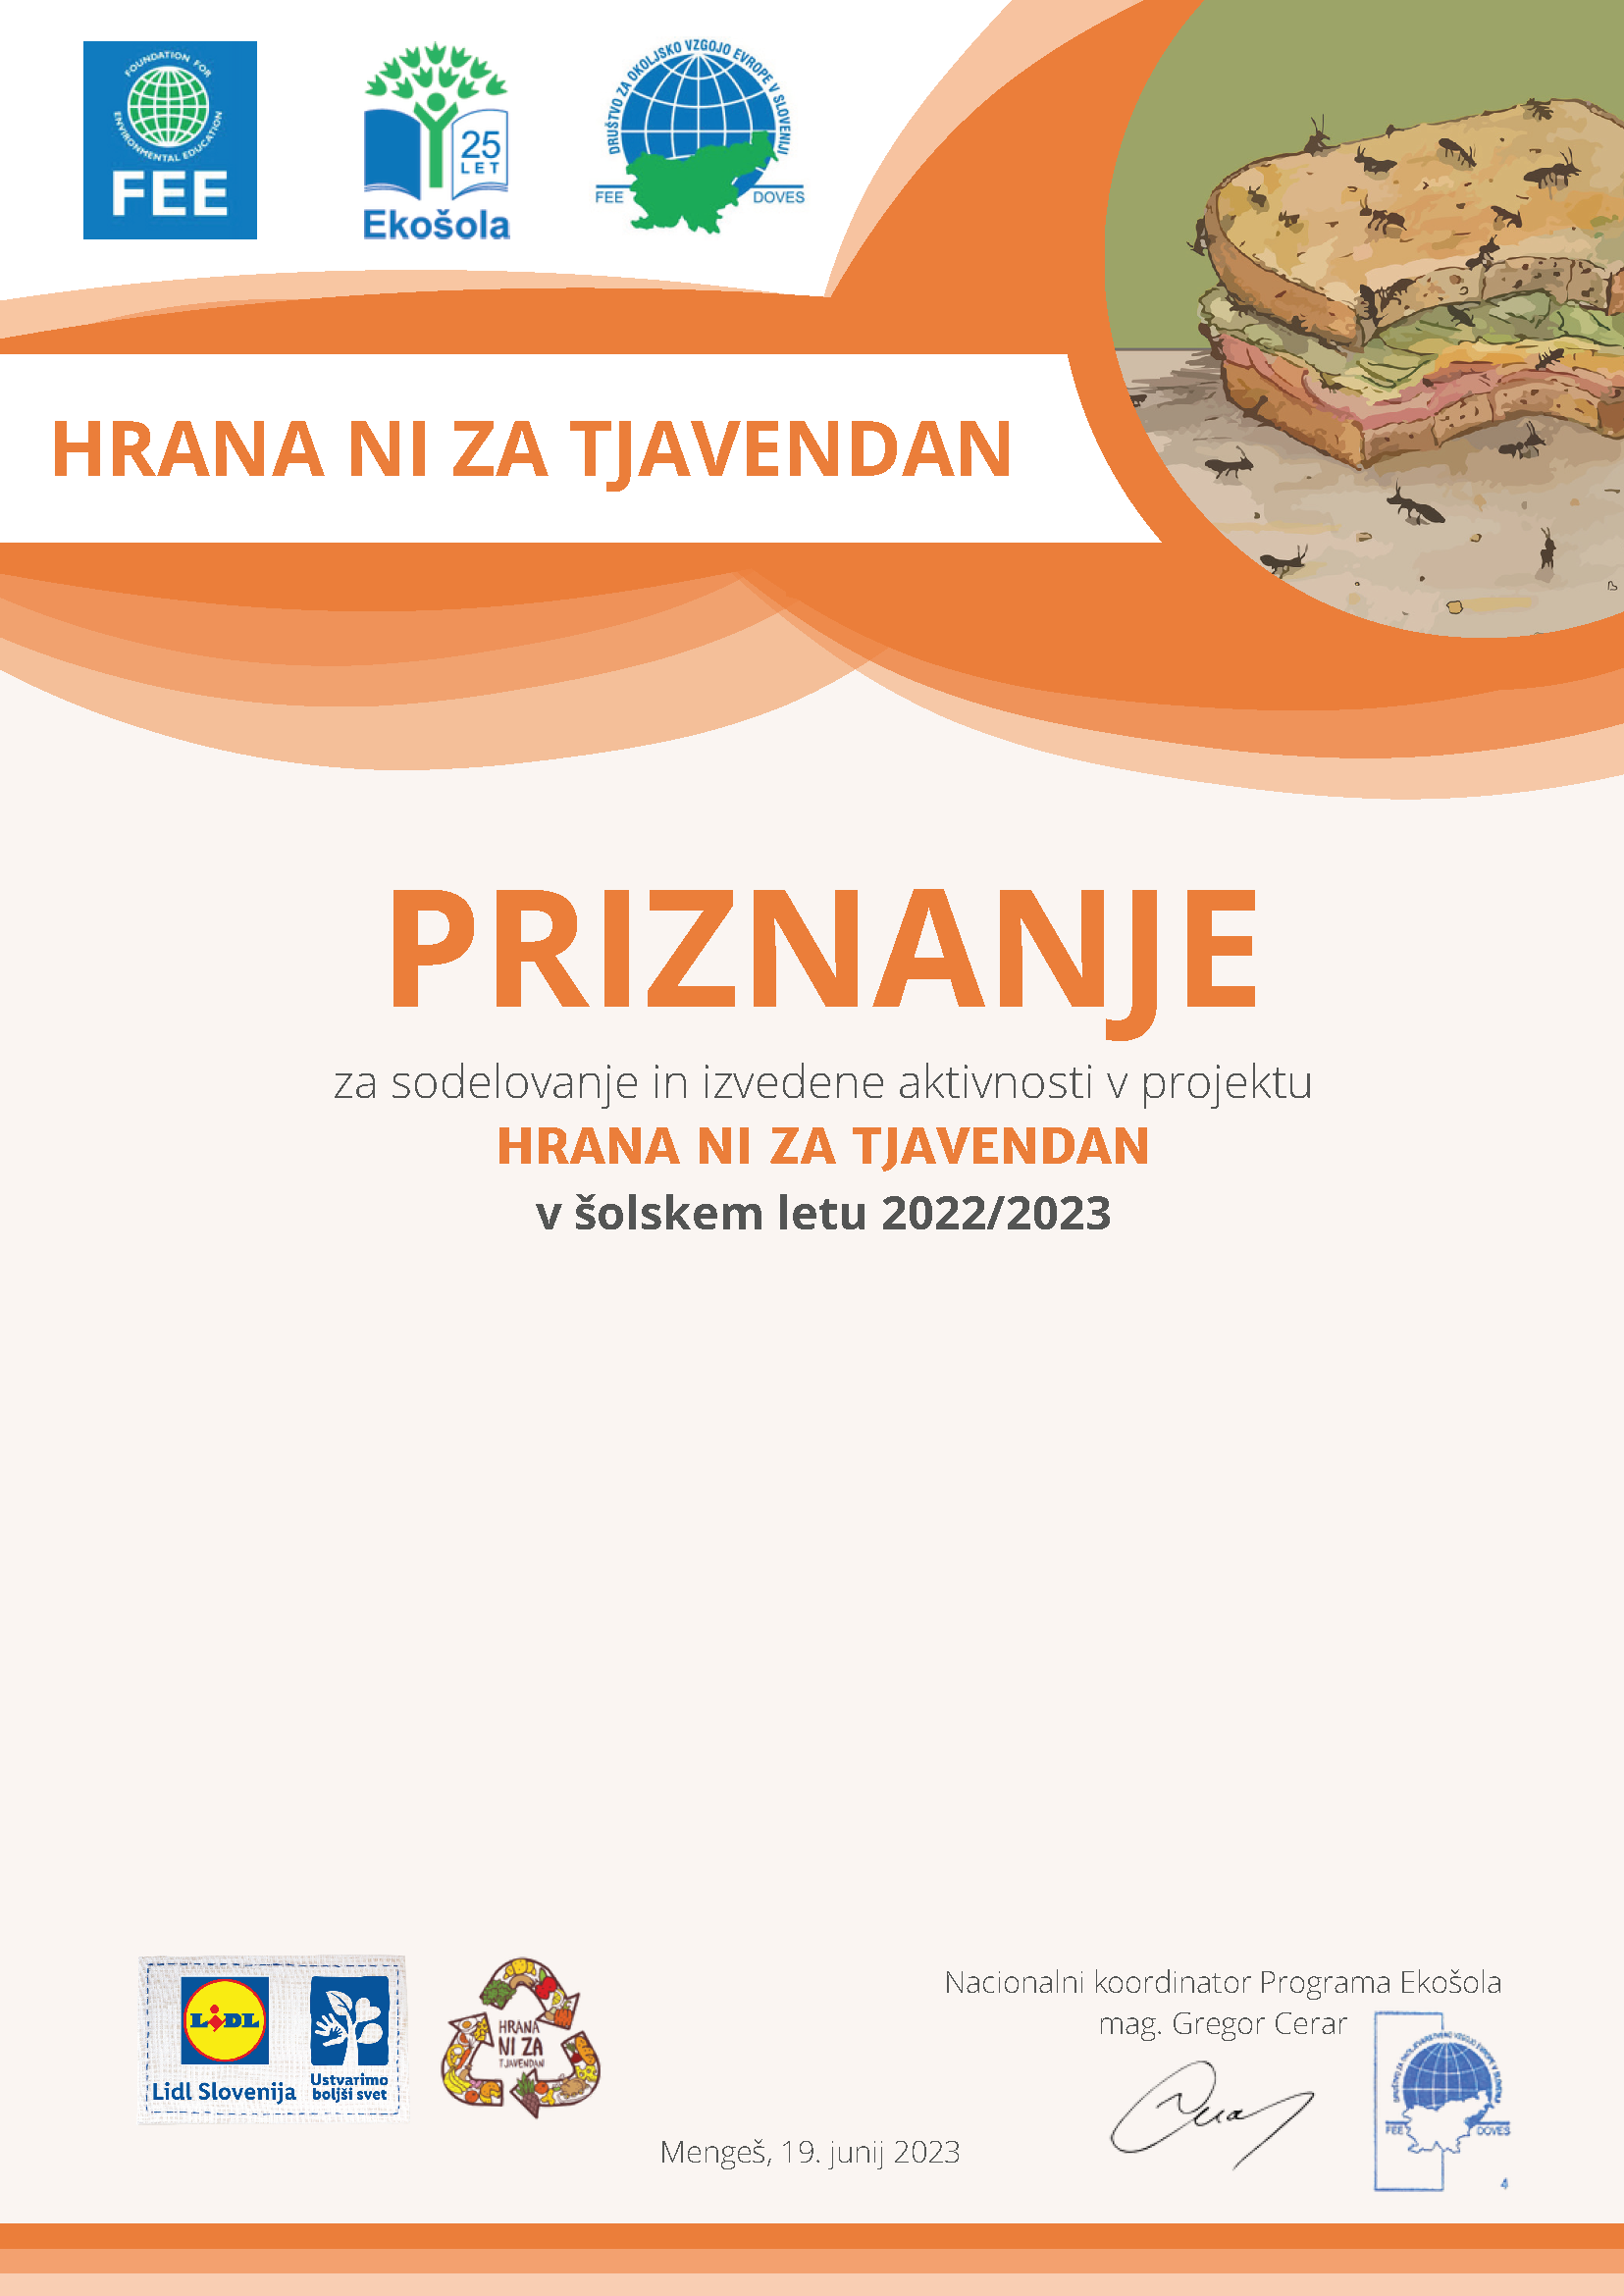 FOUNDATION FOR
ENVIRONMENTAL EDUCATION
FEE
25
LET
Ekošola
DRUŠTVO ZA OKOLJSKO VZGOJO EVROPE V SLOVENIJI
FEE DOVES
HRANA NI ZA TJAVENDAN
PRIZNANJE
za sodelovanje in izvedene aktivnosti v projektu
HRANA NI ZA TJAVENDAN
v šolskem letu 2022/2023
LIDL
Lidl Slovenija
Ustvarimo
boljši svet
HRANA
NI ZA
TJAVENDAN
Nacionalni koordinator Programa Ekošola
mag. Gregor Cerar
FEE DOVES
4
Mengeš, 19. junij 2023